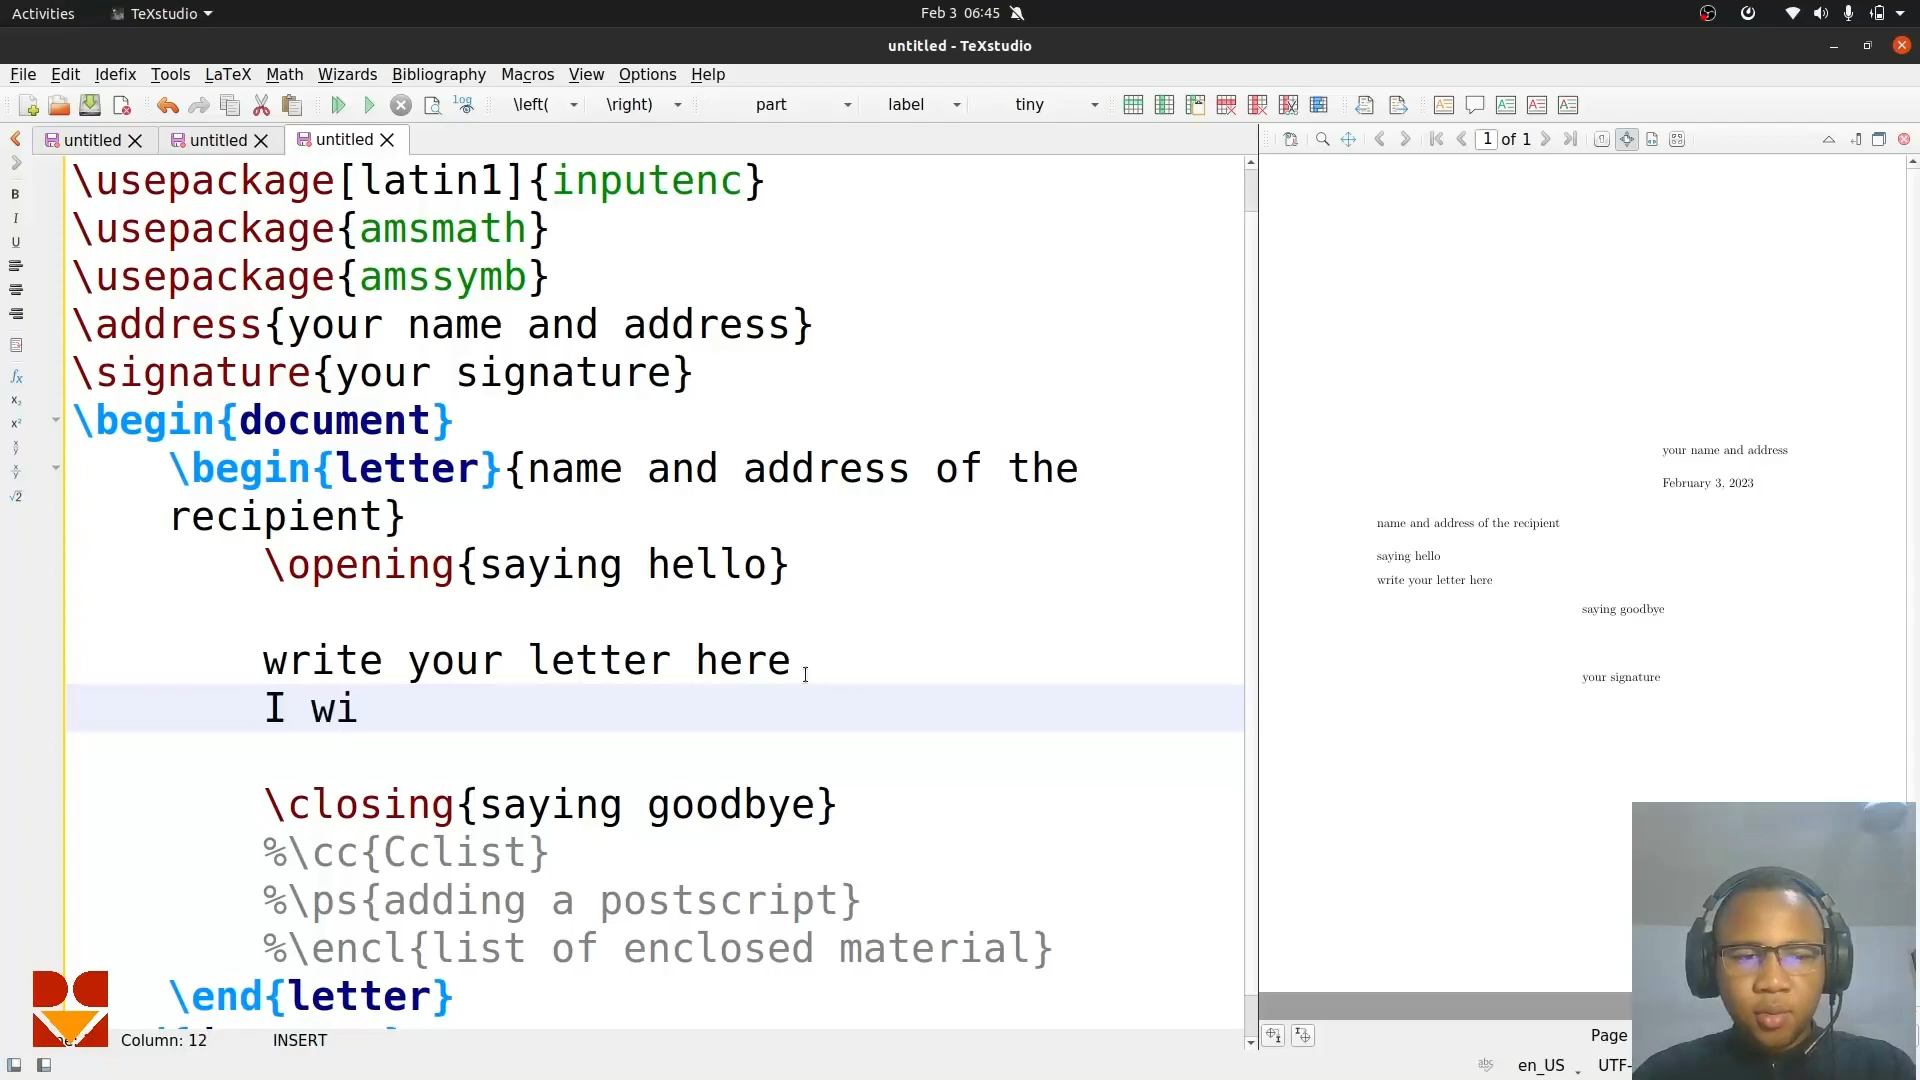 Activities TeXstudio Feb 3 06:45
untitled - TeXstudio
File Edit Idefix Tools LaTeX Math Wizards Bibliography Macros View Options Help
log \left( \right) part label tiny
untitled untitled untitled 1 of 1
\usepackage[latin1]{inputenc}
\usepackage{amsmath}
\usepackage{amssymb}
\address{your name and address}
\signature{your signature}
\begin{document}
\begin{letter}{name and address of the
recipient}
\opening{saying hello}
write your letter here
I wi
\closing{saying goodbye}
%\cc{Cclist}
%\ps{adding a postscript}
%\encl{list of enclosed material}
\end{letter}
Column: 12 INSERT
your name and address
February 3, 2023
name and address of the recipient
saying hello
write your letter here
saying goodbye
your signature
Page
en_US UTF-